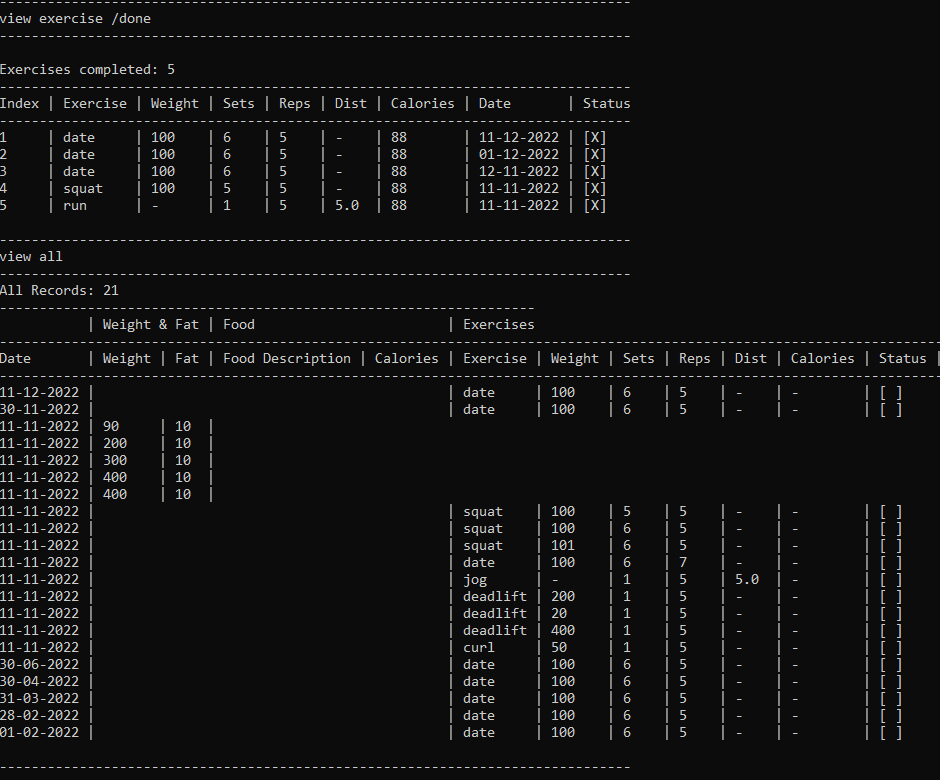 --------------------------------------------------------------------------------
view exercise /done
--------------------------------------------------------------------------------
Exercises completed: 5
--------------------------------------------------------------------------------
Index | Exercise | Weight | Sets | Reps | Dist | Calories | Date       | Status
--------------------------------------------------------------------------------
1     | date     | 100    | 6    | 5    | -    | 88       | 11-12-2022 | [X]
2     | date     | 100    | 6    | 5    | -    | 88       | 01-12-2022 | [X]
3     | date     | 100    | 6    | 5    | -    | 88       | 12-11-2022 | [X]
4     | squat    | 100    | 5    | 5    | -    | 88       | 11-11-2022 | [X]
5     | run      | -      | 1    | 5    | 5.0  | 88       | 11-11-2022 | [X]
--------------------------------------------------------------------------------
view all
--------------------------------------------------------------------------------
All Records: 21
-------------------------------------------------------------------
           | Weight & Fat | Food                        | Exercises
----------------------------------------------------------------------------------------------------------------------
Date       | Weight | Fat | Food Description | Calories | Exercise | Weight | Sets | Reps | Dist | Calories | Status |
----------------------------------------------------------------------------------------------------------------------
11-12-2022 |                                            | date     | 100    | 6    | 5    | -    | -        | [ ]
30-11-2022 |                                            | date     | 100    | 6    | 5    | -    | -        | [ ]
11-11-2022 | 90     | 10  |
11-11-2022 | 200    | 10  |
11-11-2022 | 300    | 10  |
11-11-2022 | 400    | 10  |
11-11-2022 | 400    | 10  |
11-11-2022 |                                            | squat    | 100    | 5    | 5    | -    | -        | [ ]
11-11-2022 |                                            | squat    | 100    | 6    | 5    | -    | -        | [ ]
11-11-2022 |                                            | squat    | 101    | 6    | 5    | -    | -        | [ ]
11-11-2022 |                                            | date     | 100    | 6    | 7    | -    | -        | [ ]
11-11-2022 |                                            | jog      | -      | 1    | 5    | 5.0  | -        | [ ]
11-11-2022 |                                            | deadlift | 200    | 1    | 5    | -    | -        | [ ]
11-11-2022 |                                            | deadlift | 20     | 1    | 5    | -    | -        | [ ]
11-11-2022 |                                            | deadlift | 400    | 1    | 5    | -    | -        | [ ]
11-11-2022 |                                            | curl     | 50     | 1    | 5    | -    | -        | [ ]
30-06-2022 |                                            | date     | 100    | 6    | 5    | -    | -        | [ ]
30-04-2022 |                                            | date     | 100    | 6    | 5    | -    | -        | [ ]
31-03-2022 |                                            | date     | 100    | 6    | 5    | -    | -        | [ ]
28-02-2022 |                                            | date     | 100    | 6    | 5    | -    | -        | [ ]
01-02-2022 |                                            | date     | 100    | 6    | 5    | -    | -        | [ ]
--------------------------------------------------------------------------------